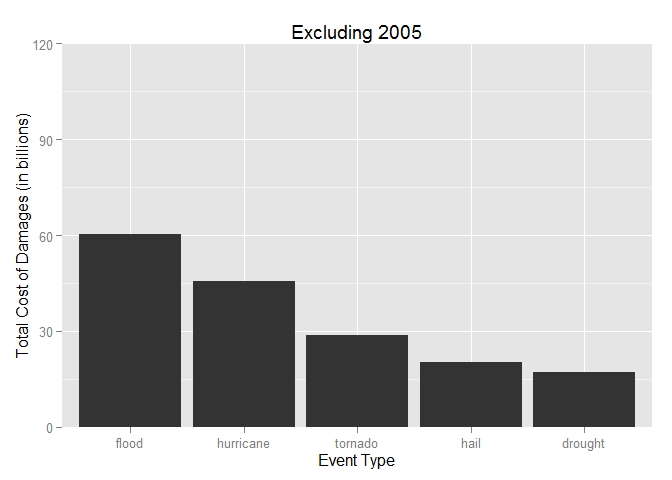 Excluding 2005
Total Cost of Damages (in billions)
120
90
60
30
0
flood hurricane tornado hail drought
Event Type